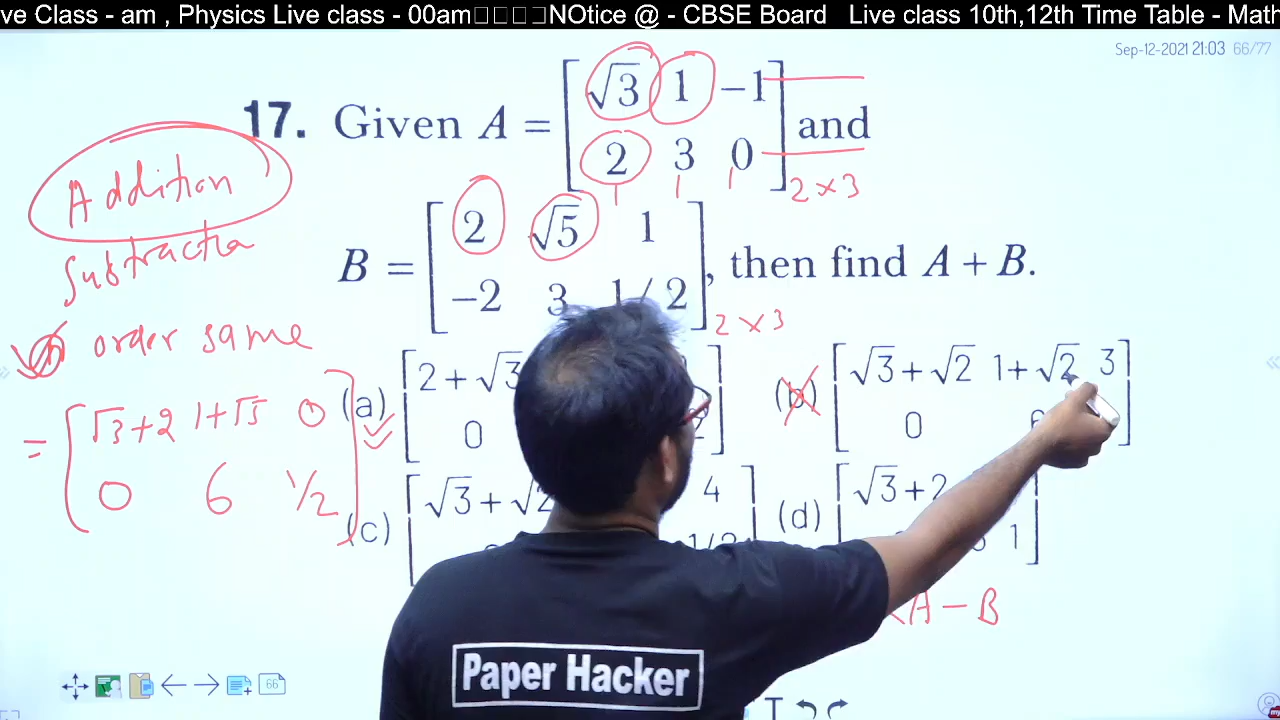 ve Class - am , Physics Live class - 00am□□□□NOtice @ - CBSE Board Live class 10th,12th Time Table - Math
Sep-12-2021 21:03 66/77
17. Given A = [ √3 1 −1
2 3 0 ] and
2 × 3
Addition
Subtractio
B = [ 2 √5 1
−2 3 1/2 ], then find A + B.
2 × 3
order same
(a) [ 2 + √3
0
(b) [ √3 + √2 1 + √2 3
0 6
= [ √3+2 1+√5 0
0 6 1/2 ]
(c) [ √3 + √2 4
1/2
(d) [ √3+2
1 ]
A − B
Paper Hacker
66